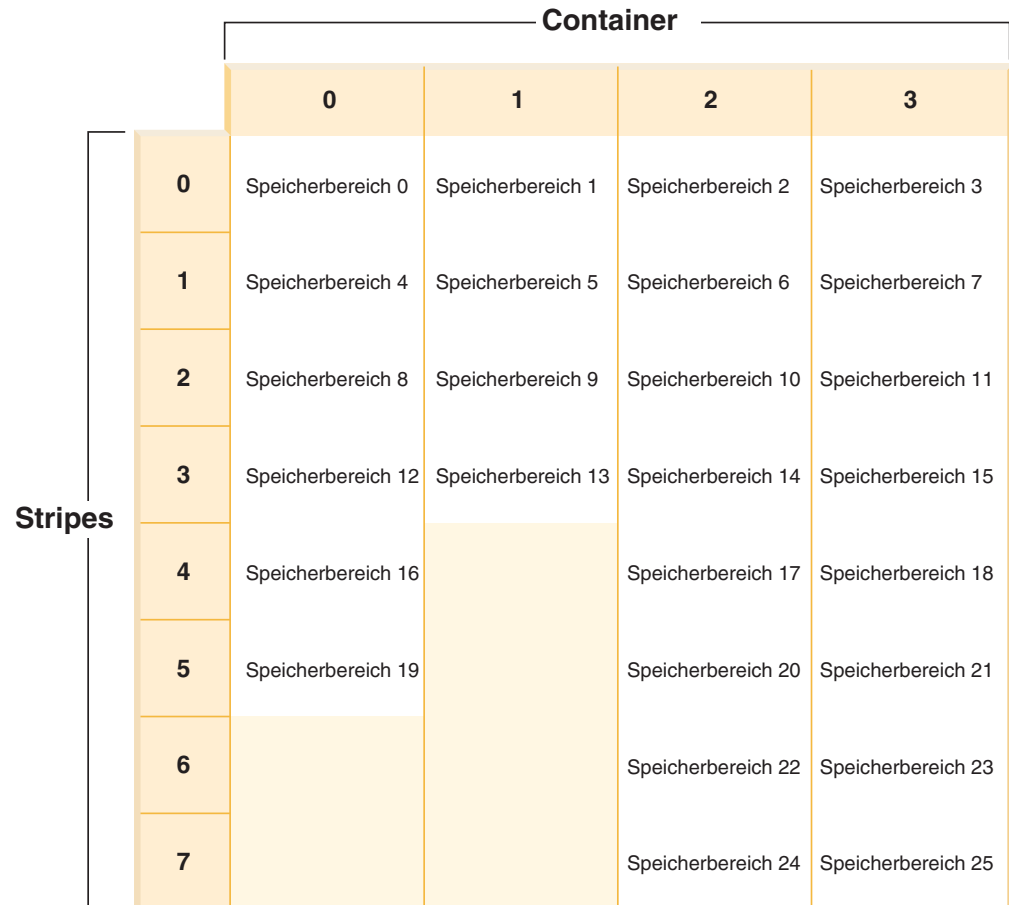 Container
0 1 2 3
0 Speicherbereich 0 Speicherbereich 1 Speicherbereich 2 Speicherbereich 3
1 Speicherbereich 4 Speicherbereich 5 Speicherbereich 6 Speicherbereich 7
2 Speicherbereich 8 Speicherbereich 9 Speicherbereich 10 Speicherbereich 11
3 Speicherbereich 12 Speicherbereich 13 Speicherbereich 14 Speicherbereich 15
Stripes
4 Speicherbereich 16 Speicherbereich 17 Speicherbereich 18
5 Speicherbereich 19 Speicherbereich 20 Speicherbereich 21
6 Speicherbereich 22 Speicherbereich 23
7 Speicherbereich 24 Speicherbereich 25